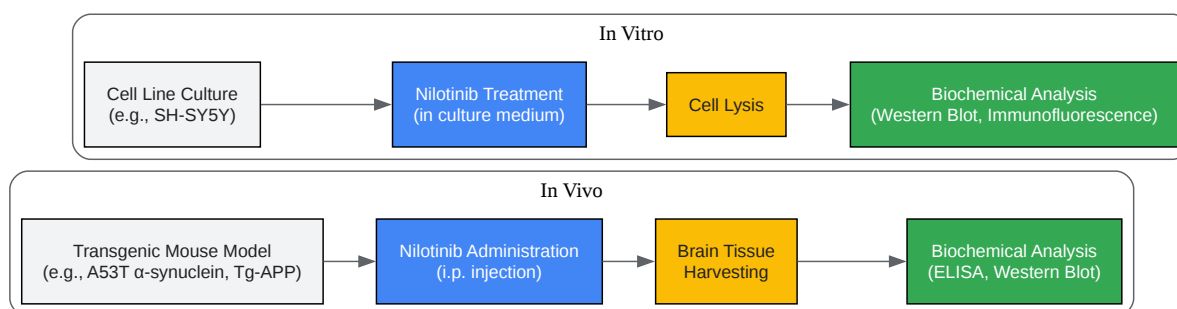 In Vitro
Cell Line Culture
(e.g., SH-SY5Y)
Nilotinib Treatment
(in culture medium)
Cell Lysis
Biochemical Analysis
(Western Blot, Immunofluorescence)
In Vivo
Transgenic Mouse Model
(e.g., A53T α-synuclein, Tg-APP)
Nilotinib Administration
(i.p. injection)
Brain Tissue
Harvesting
Biochemical Analysis
(ELISA, Western Blot)